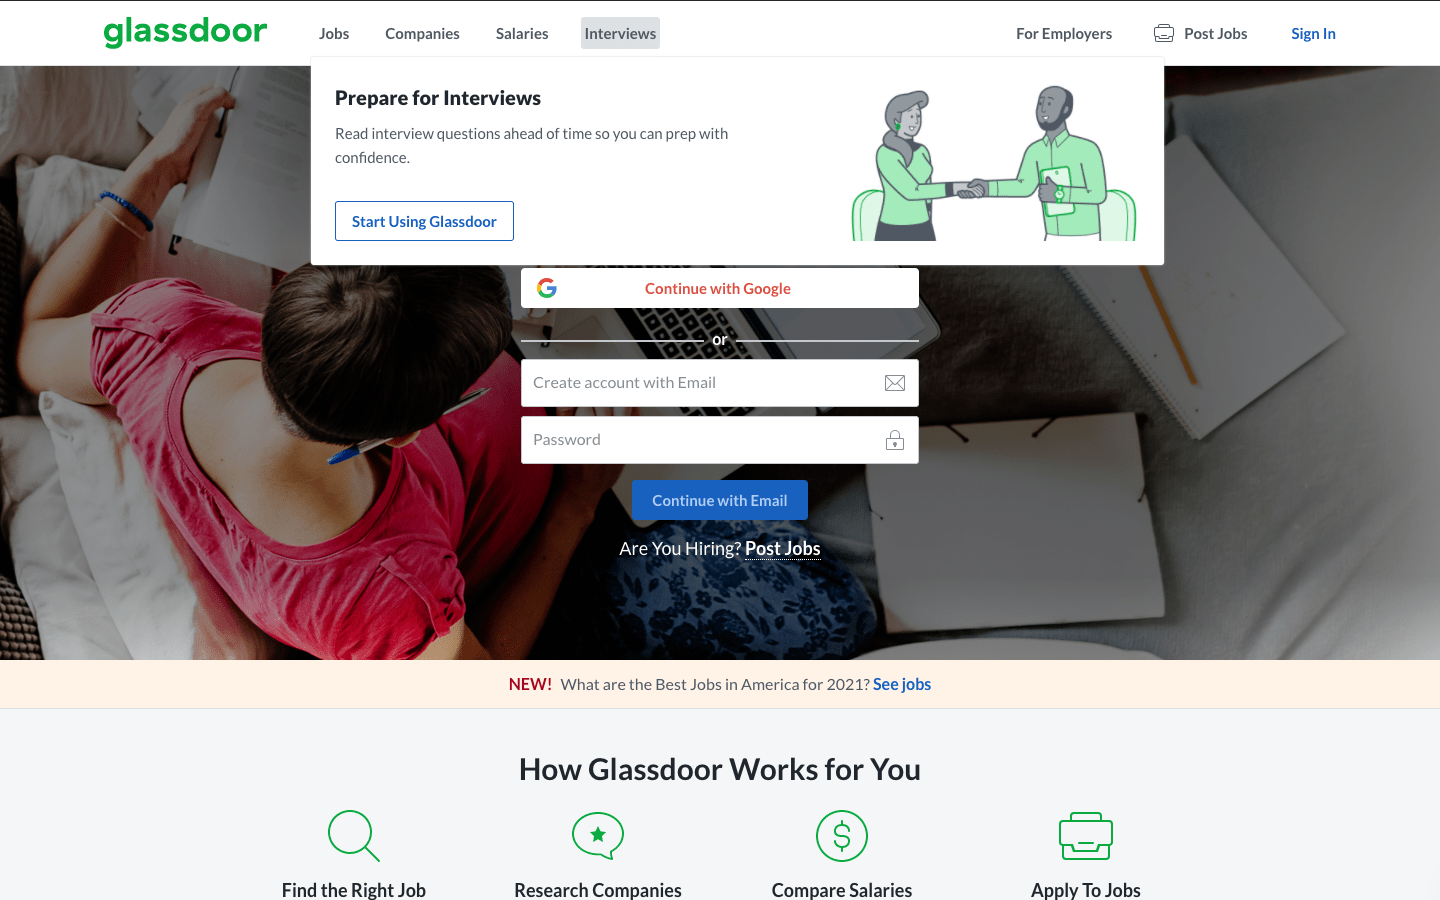 glassdoor
Jobs
Companies
Salaries
Interviews
For Employers
Post Jobs
Sign In
Prepare for Interviews
Read interview questions ahead of time so you can prep with
confidence.
Start Using Glassdoor
Continue with Google
or
Create account with Email
Password
Continue with Email
Are You Hiring? Post Jobs
NEW! What are the Best Jobs in America for 2021? See jobs
How Glassdoor Works for You
Find the Right Job
Research Companies
Compare Salaries
Apply To Jobs